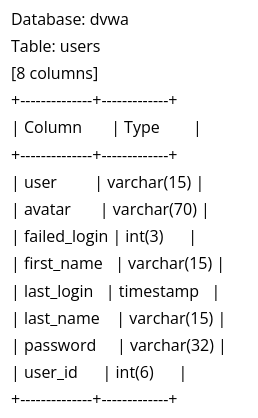 Database: dvwa
Table: users
[8 columns]
+--------------+-------------+
| Column | Type |
+--------------+-------------+
| user | varchar(15) |
| avatar | varchar(70) |
| failed_login | int(3) |
| first_name | varchar(15) |
| last_login | timestamp |
| last_name | varchar(15) |
| password | varchar(32) |
| user_id | int(6) |
+--------------+-------------+